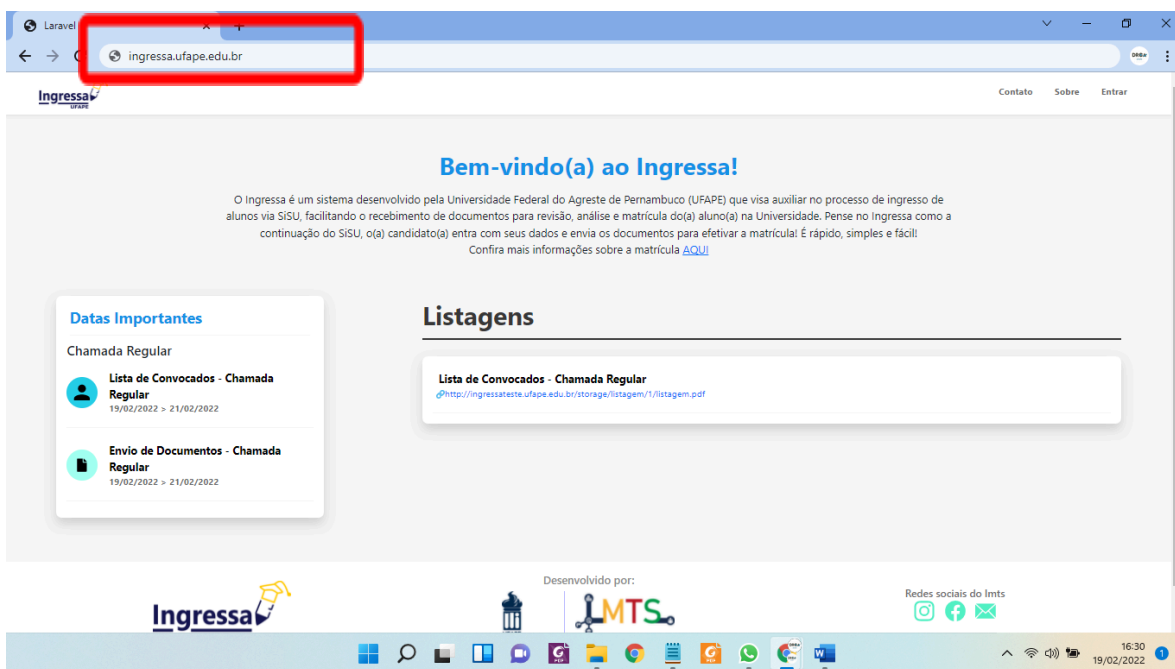 Laravel
ingressa.ufape.edu.br
DRCA
Ingressa
UFAPE
Contato Sobre Entrar
Bem-vindo(a) ao Ingressa!
O Ingressa é um sistema desenvolvido pela Universidade Federal do Agreste de Pernambuco (UFAPE) que visa auxiliar no processo de ingresso de
alunos via SiSU, facilitando o recebimento de documentos para revisão, análise e matrícula do(a) aluno(a) na Universidade. Pense no Ingressa como a
continuação do SiSU, o(a) candidato(a) entra com seus dados e envia os documentos para efetivar a matrícula! É rápido, simples e fácil!
Confira mais informações sobre a matrícula AQUI
Datas Importantes
Chamada Regular
Lista de Convocados - Chamada
Regular
19/02/2022 > 21/02/2022
Envio de Documentos - Chamada
Regular
19/02/2022 > 21/02/2022
Listagens
Lista de Convocados - Chamada Regular
http://ingressateste.ufape.edu.br/storage/listagem/1/listagem.pdf
Ingressa
Desenvolvido por:
LMTS
Redes sociais do lmts
16:30
19/02/2022
1